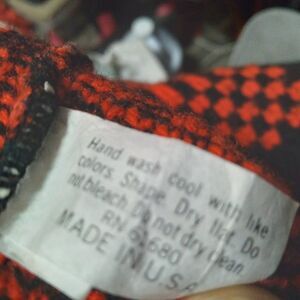 Hand wash cool with like
colors. Shape. Dry flat. Do
not bleach. Do not dry clean.
RN 61680
MADE IN U.S.A